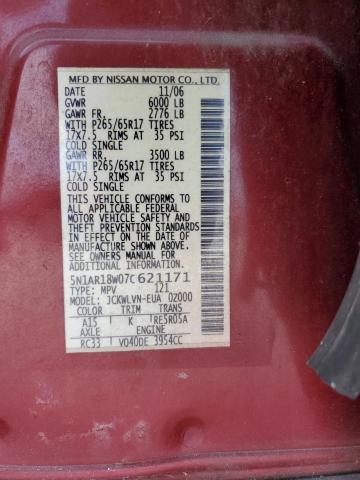 MFD BY NISSAN MOTOR CO., LTD.
DATE 11/06
GVWR 6000 LB
GAWR FR. 2776 LB
WITH P265/65R17 TIRES
17X7.5 RIMS AT 35 PSI
COLD SINGLE
GAWR RR. 3500 LB
WITH P265/65R17 TIRES
17X7.5 RIMS AT 35 PSI
COLD SINGLE
THIS VEHICLE CONFORMS TO
ALL APPLICABLE FEDERAL
MOTOR VEHICLE SAFETY AND
THEFT PREVENTION STANDARDS
IN EFFECT ON THE DATE OF
MANUFACTURE SHOWN ABOVE.
SEE OWNERS MANUAL FOR
ADDITIONAL INFORMATION.
5N1AR18W07C621171
TYPE: MPV 121
MODEL: JCKWLVN-EUA 02000
COLOR TRIM TRANS
A15 K RE5R05A
AXLE ENGINE
RC33 VQ40DE 3954CC